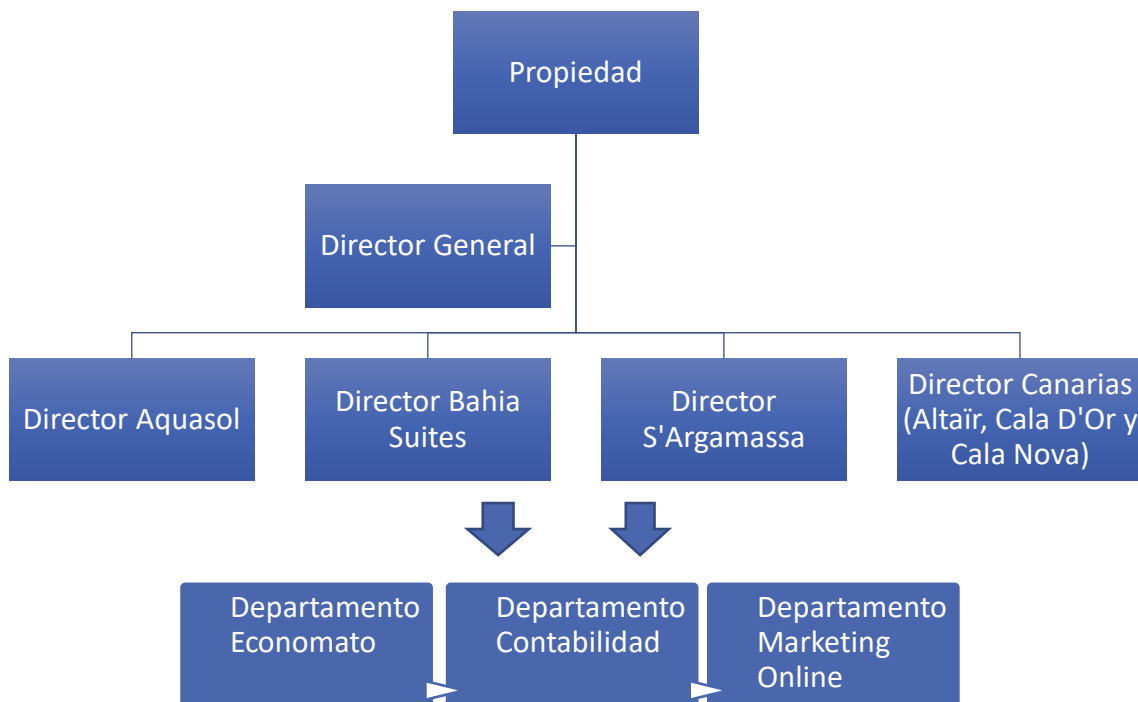 Propiedad
Director General
Director Aquasol
Director Bahia
Suites
Director
S'Argamassa
Director Canarias
(Altaïr, Cala D'Or y
Cala Nova)
Departamento
Economato
Departamento
Contabilidad
Departamento
Marketing
Online